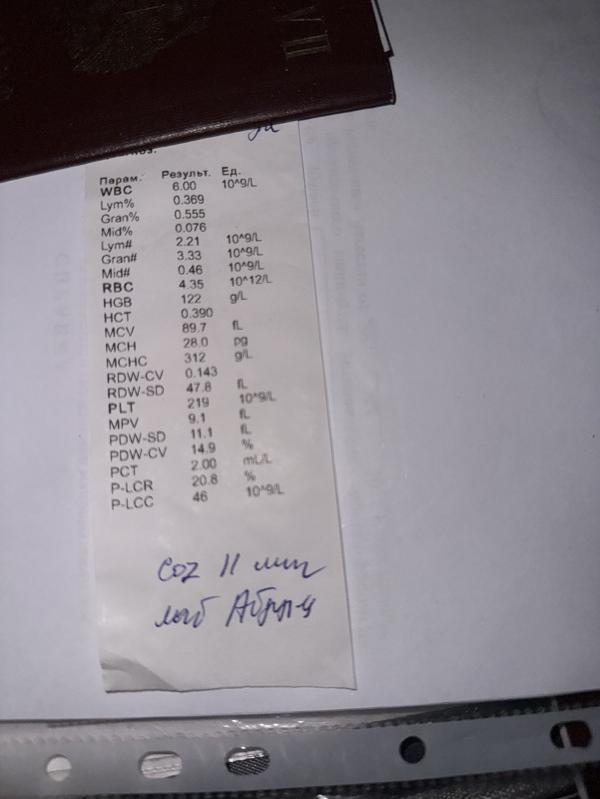 VII
Парам. Результ. Ед.
WBC 6.00 10^9/L
Lym% 0.369
Gran% 0.555
Mid% 0.076
Lym# 2.21 10^9/L
Gran# 3.33 10^9/L
Mid# 0.46 10^9/L
RBC 4.35 10^12/L
HGB 122 g/L
HCT 0.390
MCV 89.7 fL
MCH 28.0 pg
MCHC 312 g/L
RDW-CV 0.143
RDW-SD 47.8 fL
PLT 219 10^9/L
MPV 9.1 fL
PDW-SD 11.1 fL
PDW-CV 14.9 %
PCT 2.00 mL/L
P-LCR 20.8 %
P-LCC 46 10^9/L
соэ 11 мм
лаб